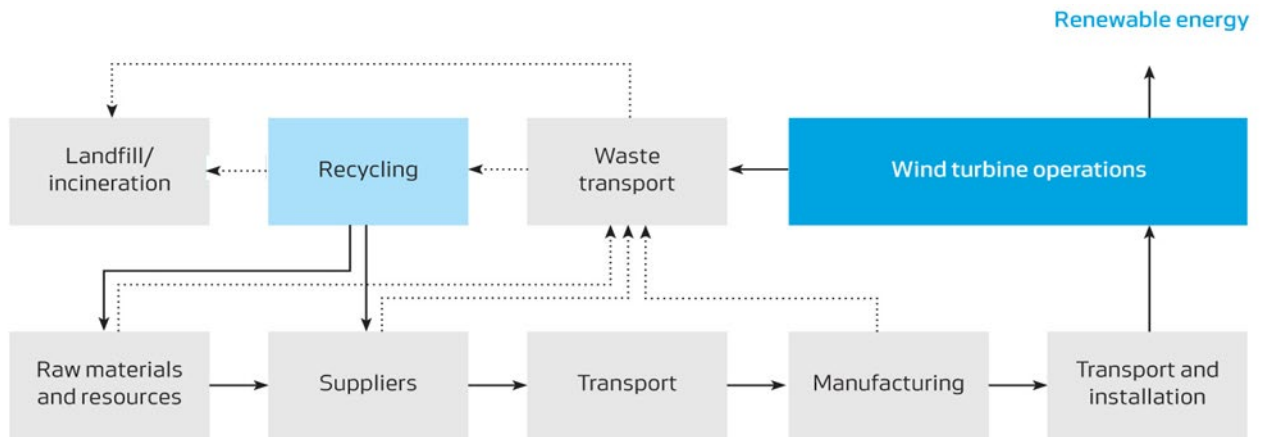 Renewable energy
Landfill/
incineration
Recycling
Waste
transport
Wind turbine operations
Raw materials
and resources
Suppliers
Transport
Manufacturing
Transport and
installation